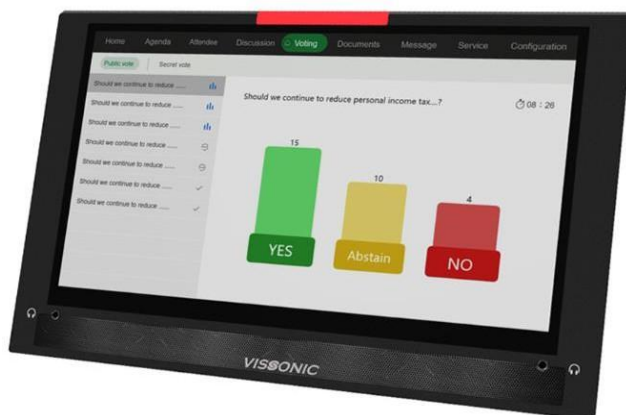 Home Agenda Attendee Discussion Voting Documents Message Service Configuration
Public vote Secret vote
Should we continue to reduce ......
Should we continue to reduce ......
Should we continue to reduce ......
Should we continue to reduce ......
Should we continue to reduce ......
Should we continue to reduce ......
Should we continue to reduce ......
Should we continue to reduce personal income tax...?
08 : 26
15
10
4
YES
Abstain
NO
VISSONIC